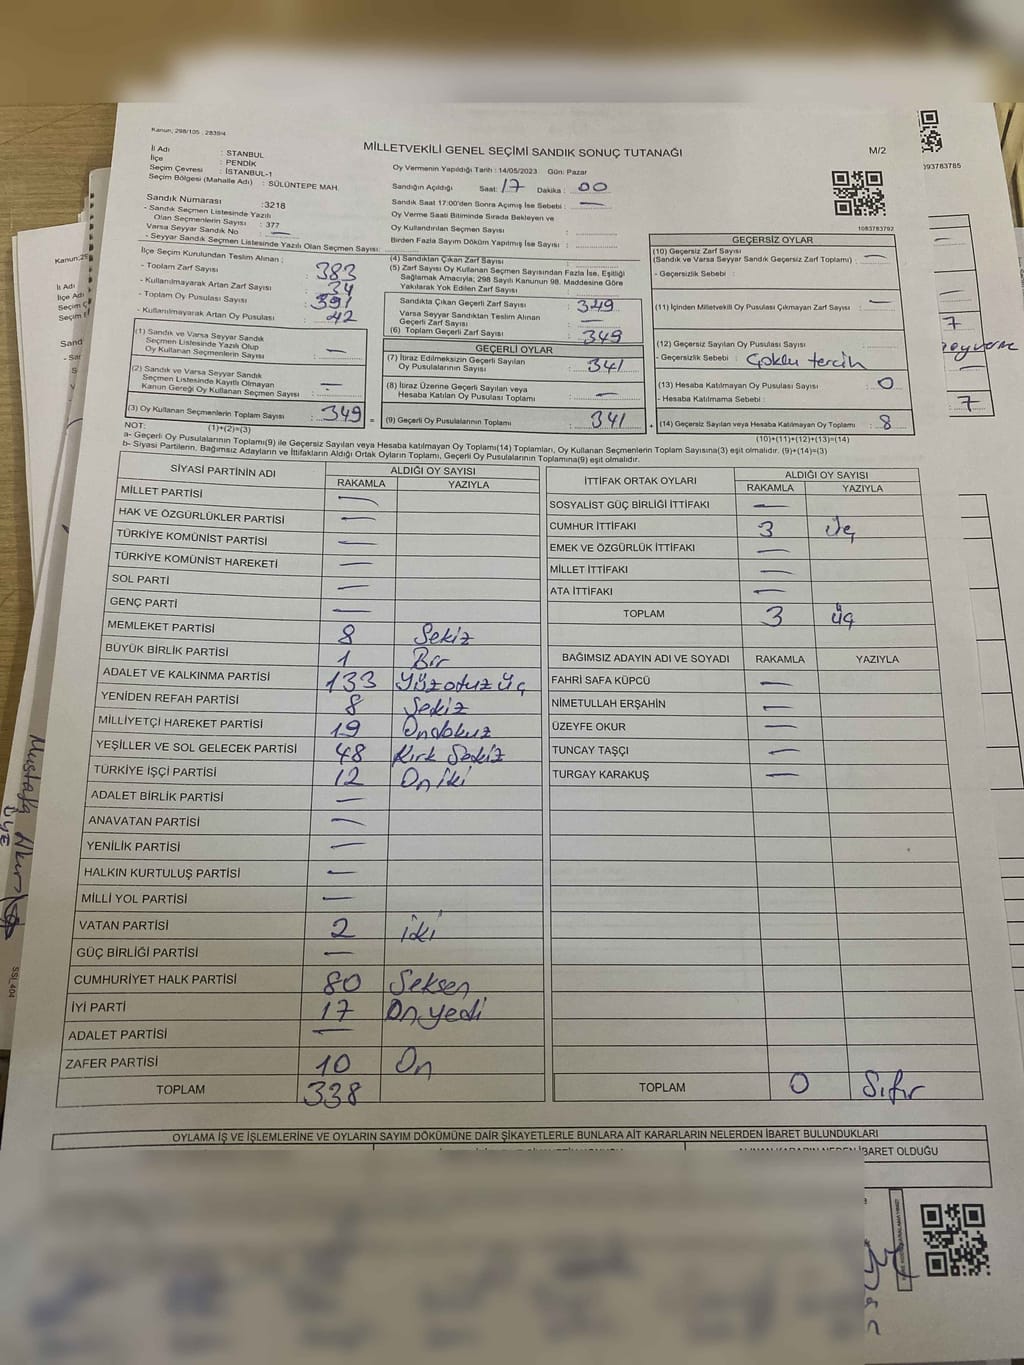 Kanun, 298/105 , 2839/4
MİLLETVEKİLİ GENEL SEÇİMİ SANDIK SONUÇ TUTANAĞI
M/2
093783785
İl Adı : STANBUL
İlçe : PENDİK
Seçim Çevresi : İSTANBUL-1
Seçim Bölgesi (Mahalle Adı) : SÜLÜNTEPE MAH.
Oy Vermenin Yapıldığı Tarih : 14/05/2023 Gün: Pazar
Sandığın Açıldığı Saat: 17 Dakika : 00
Sandık Saat 17:00'den Sonra Açımış İse Sebebi : —
Oy Verme Saati Bitiminde Sırada Bekleyen ve
Oy Kullandırılan Seçmen Sayısı :
Birden Fazla Sayım Döküm Yapılmış İse Sayısı :
1083783792
Sandık Numarası :3218
- Sandık Seçmen Listesinde Yazılı
Olan Seçmenlerin Sayısı : 377
Varsa Seyyar Sandık No : —
- Seyyar Sandık Seçmen Listesinde Yazılı Olan Seçmen Sayısı:
İlçe Seçim Kurulundan Teslim Alınan ;
- Toplam Zarf Sayısı 383
- Kullanılmayarak Artan Zarf Sayısı 34
- Toplam Oy Pusulası Sayısı 391
- Kullanılmayarak Artan Oy Pusulası 42
(1) Sandık ve Varsa Seyyar Sandık
Seçmen Listesinde Yazılı Olup
Oy Kullanan Seçmenlerin Sayısı : —
(2) Sandık ve Varsa Seyyar Sandık
Seçmen Listesinde Kayıtlı Olmayan
Kanun Gereği Oy Kullanan Seçmen Sayısı : —
(3) Oy Kullanan Seçmenlerin Toplam Sayısı : 349 =
(4) Sandıktan Çıkan Zarf Sayısı :
(5) Zarf Sayısı Oy Kullanan Seçmen Sayısından Fazla İse, Eşitliği
Sağlamak Amacıyla; 298 Sayılı Kanunun 98. Maddesine Göre
Yakılarak Yok Edilen Zarf Sayısı :
Sandıkta Çıkan Geçerli Zarf Sayısı : 349
Varsa Seyyar Sandıktan Teslim Alınan
Geçerli Zarf Sayısı : —
(6) Toplam Geçerli Zarf Sayısı : 349
GEÇERLİ OYLAR
(7) İtiraz Edilmeksizin Geçerli Sayılan
Oy Pusulalarının Sayısı : 341
(8) İtiraz Üzerine Geçerli Sayılan veya
Hesaba Katılan Oy Pusulası Toplamı : —
(9) Geçerli Oy Pusulalarının Toplamı : 341 +
GEÇERSİZ OYLAR
(10) Geçersiz Zarf Sayısı
(Sandık ve Varsa Seyyar Sandık Geçersiz Zarf Toplamı) : —
- Geçersizlik Sebebi :
(11) İçinden Milletvekili Oy Pusulası Çıkmayan Zarf Sayısı : —
(12) Geçersiz Sayılan Oy Pusulası Sayısı :
- Geçersizlik Sebebi : Çoklu tercih
(13) Hesaba Katılmayan Oy Pusulası Sayısı : 0
- Hesaba Katılmama Sebebi :
(14) Geçersiz Sayılan veya Hesaba Katılmayan Oy Toplamı : 8
NOT: (1)+(2)=(3)
(10)+(11)+(12)+(13)=(14)
a- Geçerli Oy Pusulalarının Toplamı(9) ile Geçersiz Sayılan veya Hesaba katılmayan Oy Toplamı(14) Toplamları, Oy Kullanan Seçmenlerin Toplam Sayısına(3) eşit olmalıdır. (9)+(14)=(3)
b- Siyasi Partilerin, Bağımsız Adayların ve İttifakların Aldığı Ortak Oyların Toplamı, Geçerli Oy Pusulalarının Toplamına(9) eşit olmalıdır.
SİYASİ PARTİNİN ADI ALDIĞI OY SAYISI
RAKAMLA YAZIYLA
MİLLET PARTİSİ —
HAK VE ÖZGÜRLÜKLER PARTİSİ —
TÜRKİYE KOMÜNİST PARTİSİ —
TÜRKİYE KOMÜNİST HAREKETİ —
SOL PARTİ —
GENÇ PARTİ —
MEMLEKET PARTİSİ 8 Sekiz
BÜYÜK BİRLİK PARTİSİ 1 Bir
ADALET VE KALKINMA PARTİSİ 133 Yüzotuz üç
YENİDEN REFAH PARTİSİ 8 Sekiz
MİLLİYETÇİ HAREKET PARTİSİ 19 Ondokuz
YEŞİLLER VE SOL GELECEK PARTİSİ 48 Kırk Sekiz
TÜRKİYE İŞÇİ PARTİSİ 12 On iki
ADALET BİRLİK PARTİSİ —
ANAVATAN PARTİSİ —
YENİLİK PARTİSİ —
HALKIN KURTULUŞ PARTİSİ —
MİLLİ YOL PARTİSİ —
VATAN PARTİSİ 2 iki
GÜÇ BİRLİĞİ PARTİSİ —
CUMHURİYET HALK PARTİSİ 80 Seksen
İYİ PARTİ 17 On yedi
ADALET PARTİSİ —
ZAFER PARTİSİ 10 On
TOPLAM 338
İTTİFAK ORTAK OYLARI ALDIĞI OY SAYISI
RAKAMLA YAZIYLA
SOSYALİST GÜÇ BİRLİĞİ İTTİFAKI —
CUMHUR İTTİFAKI 3 Üç
EMEK VE ÖZGÜRLÜK İTTİFAKI —
MİLLET İTTİFAKI —
ATA İTTİFAKI —
TOPLAM 3 üç
BAĞIMSIZ ADAYIN ADI VE SOYADI RAKAMLA YAZIYLA
FAHRİ SAFA KÜPCÜ —
NİMETULLAH ERŞAHİN —
ÜZEYFE OKUR —
TUNCAY TAŞÇI —
TURGAY KARAKUŞ —
TOPLAM 0 Sıfır
OYLAMA İŞ VE İŞLEMLERİNE VE OYLARIN SAYIM DÖKÜMÜNE DAİR ŞİKAYETLERLE BUNLARA AİT KARARLARIN NELERDEN İBARET BULUNDUKLARI
İBARET OLDUĞU
Kanun,29
İl Adı
İlçe Adı
Seçim Ç
Seçim
Sand
- Sa
7
7
Mustafa
Üye
SSİ_404